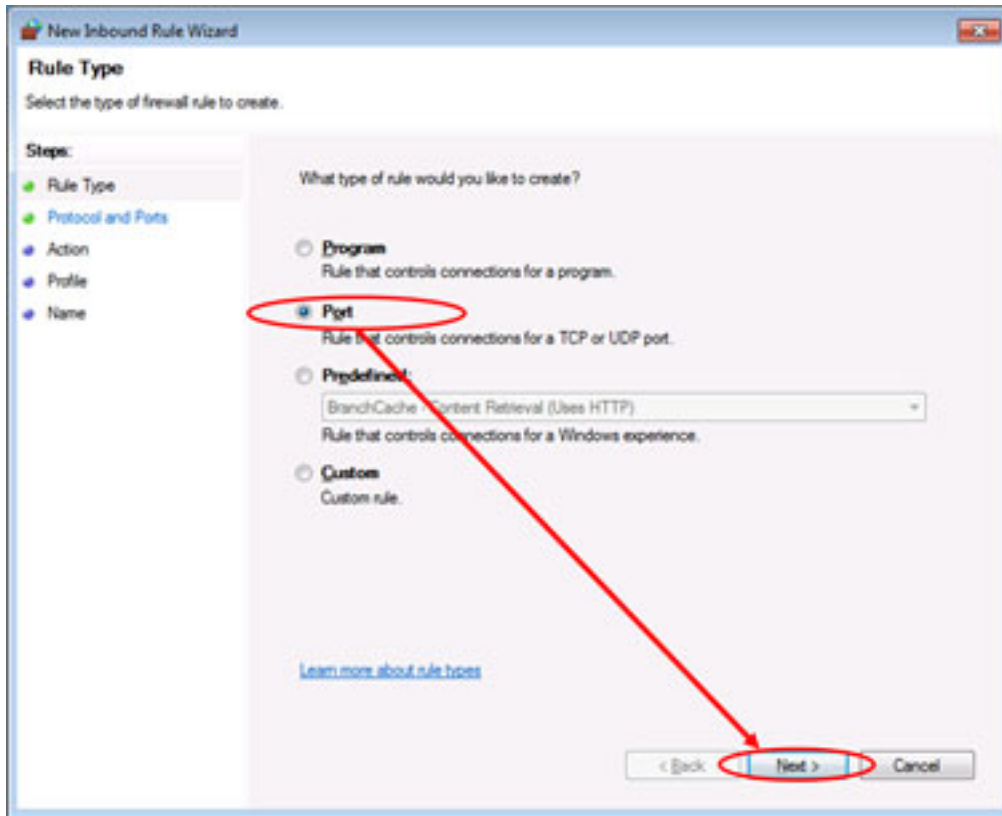 New Inbound Rule Wizard
Rule Type
Select the type of firewall rule to create.
Steps:
Rule Type
Protocol and Ports
Action
Profile
Name
What type of rule would you like to create?
Program
Rule that controls connections for a program.
Port
Rule that controls connections for a TCP or UDP port.
Predefined:
BranchCache - Content Retrieval (Uses HTTP)
Rule that controls connections for a Windows experience.
Custom
Custom rule.
Learn more about rule types
< Back Next > Cancel